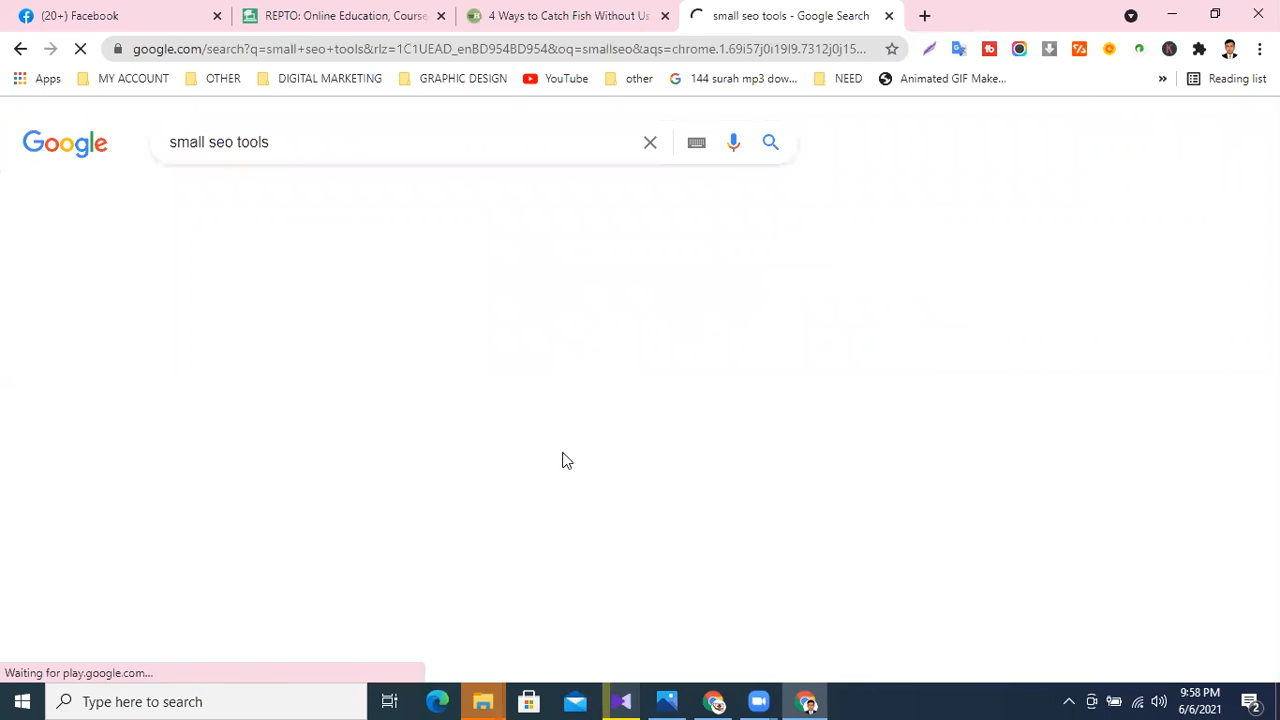 (20+) Facebook
REPTO: Online Education, Course
4 Ways to Catch Fish Without Us
small seo tools - Google Search
google.com/search?q=small+seo+tools&rlz=1C1UEAD_enBD954BD954&oq=smallseo&aqs=chrome.1.69i57j0i19l9.7312j0j15...
Apps
MY ACCOUNT
OTHER
DIGITAL MARKETING
GRAPHIC DESIGN
YouTube
other
144 surah mp3 dow...
NEED
Animated GIF Make...
Reading list
Google
small seo tools
Waiting for play.google.com...
Type here to search
9:58 PM
6/6/2021
2